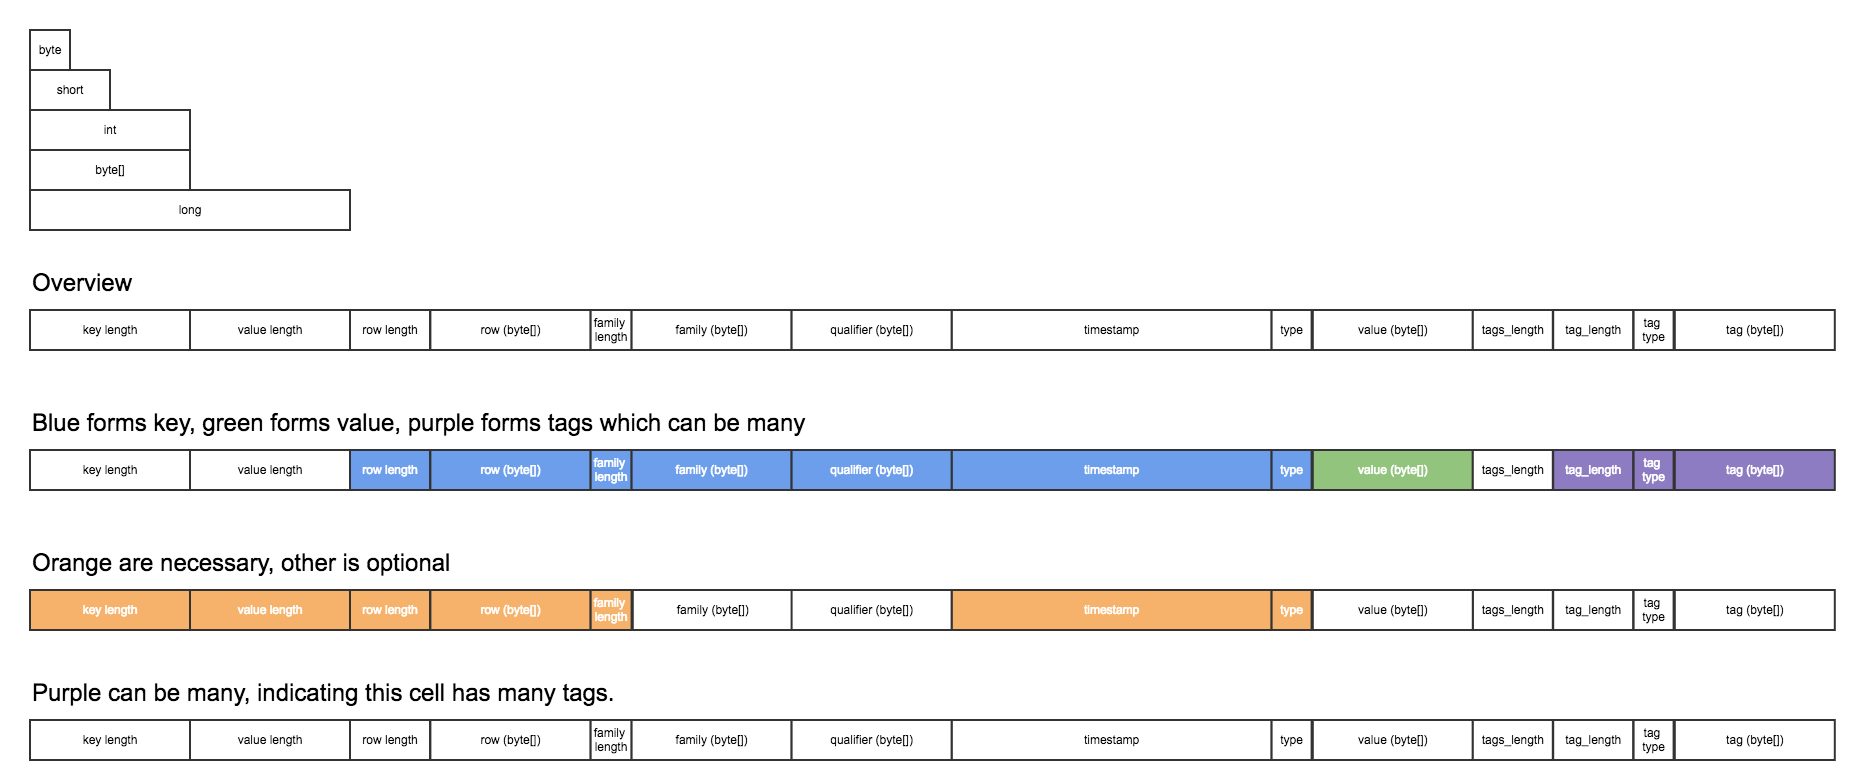 byte
short
int
byte[]
long
Overview
key length value length row length row (byte[]) family length family (byte[]) qualifier (byte[]) timestamp type value (byte[]) tags_length tag_length tag type tag (byte[])
Blue forms key, green forms value, purple forms tags which can be many
key length value length row length row (byte[]) family length family (byte[]) qualifier (byte[]) timestamp type value (byte[]) tags_length tag_length tag type tag (byte[])
Orange are necessary, other is optional
key length value length row length row (byte[]) family length family (byte[]) qualifier (byte[]) timestamp type value (byte[]) tags_length tag_length tag type tag (byte[])
Purple can be many, indicating this cell has many tags.
key length value length row length row (byte[]) family length family (byte[]) qualifier (byte[]) timestamp type value (byte[]) tags_length tag_length tag type tag (byte[])